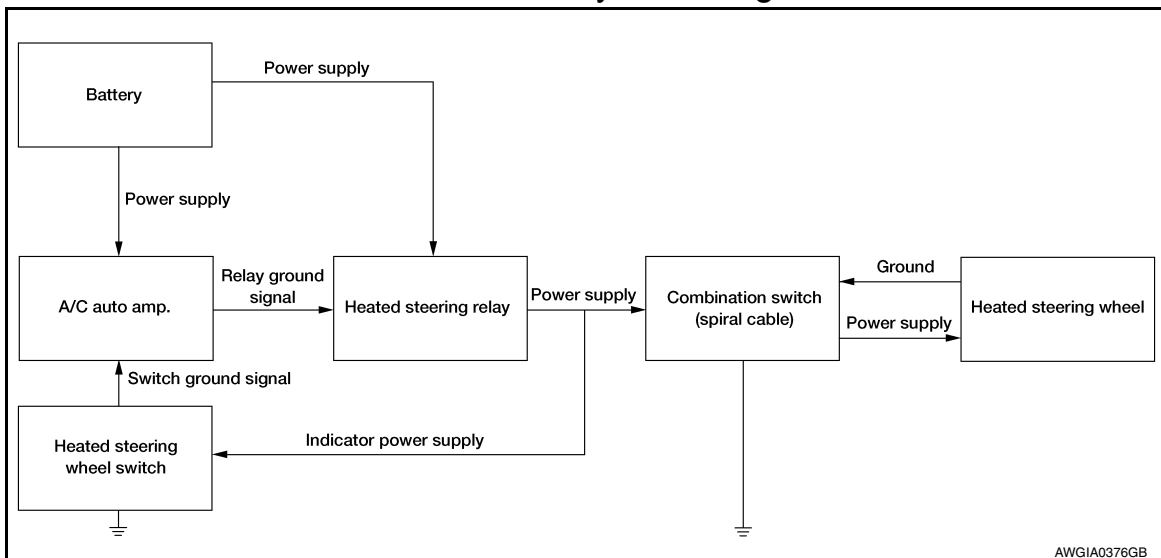 Power supply
Battery
Power supply
Relay ground
signal
A/C auto amp.
Heated steering relay
Power supply
Combination switch
(spiral cable)
Ground
Power supply
Heated steering wheel
Switch ground signal
Heated steering
wheel switch
Indicator power supply
AWGIA0376GB